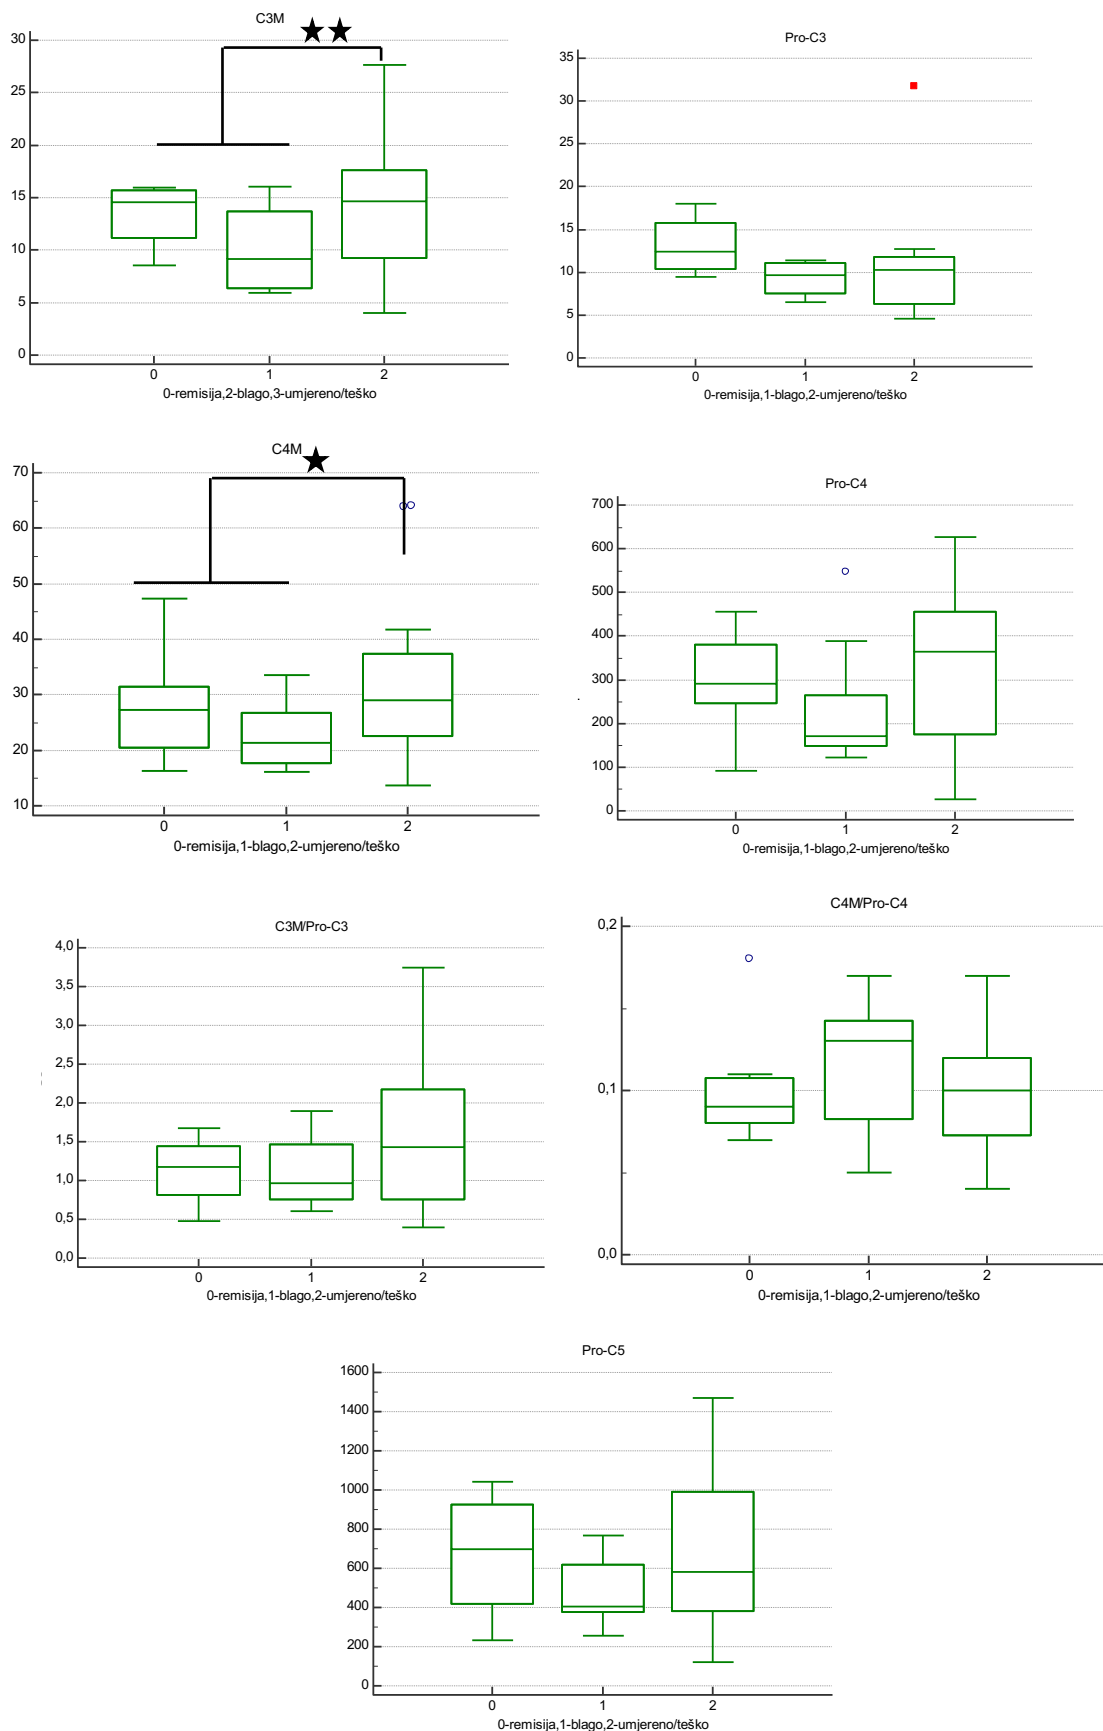 C3M
30
25
20
15
10
5
0
0 1 2
0-remisija,2-blago,3-umjereno/teško
Pro-C3
35
30
25
20
15
10
5
0
0 1 2
0-remisija,1-blago,2-umjereno/teško
C4M
70
60
50
40
30
20
10
0 1 2
0-remisija,1-blago,2-umjereno/teško
Pro-C4
700
600
500
400
300
200
100
0
0 1 2
0-remisija,1-blago,2-umjereno/teško
C3M/Pro-C3
4,0
3,5
3,0
2,5
2,0
1,5
1,0
0,5
0,0
0 1 2
0-remisija,1-blago,2-umjereno/teško
C4M/Pro-C4
0,2
0,1
0,0
0 1 2
0-remisija,1-blago,2-umjereno/teško
Pro-C5
1600
1400
1200
1000
800
600
400
200
0
0 1 2
0-remisija,1-blago,2-umjereno/teško